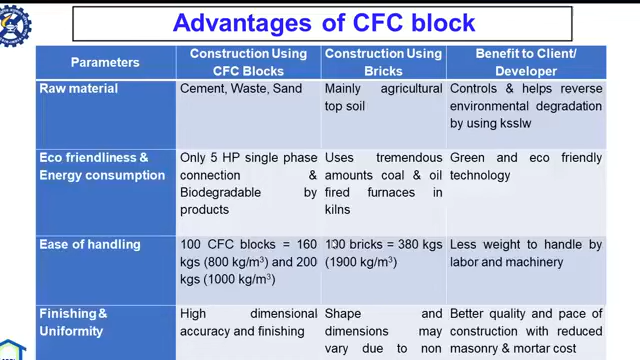 Advantages of CFC block
Parameters
Construction Using
CFC Blocks
Construction Using
Bricks
Benefit to Client/
Developer
Raw material
Cement, Waste, Sand
Mainly agricultural
top soil
Controls & helps reverse
environmental degradation
by using ksslw
Eco friendliness &
Energy consumption
Only 5 HP single phase
connection &
Biodegradable by
products
Uses tremendous
amounts coal & oil
fired furnaces in
kilns
Green and eco friendly
technology
Ease of handling
100 CFC blocks = 160
kgs (800 kg/m³) and 200
kgs (1000 kg/m³)
100 bricks = 380 kgs
(1900 kg/m³)
Less weight to handle by
labor and machinery
Finishing &
Uniformity
High dimensional
accuracy and finishing
Shape and
dimensions may
vary due to non
Better quality and pace of
construction with reduced
masonry & mortar cost